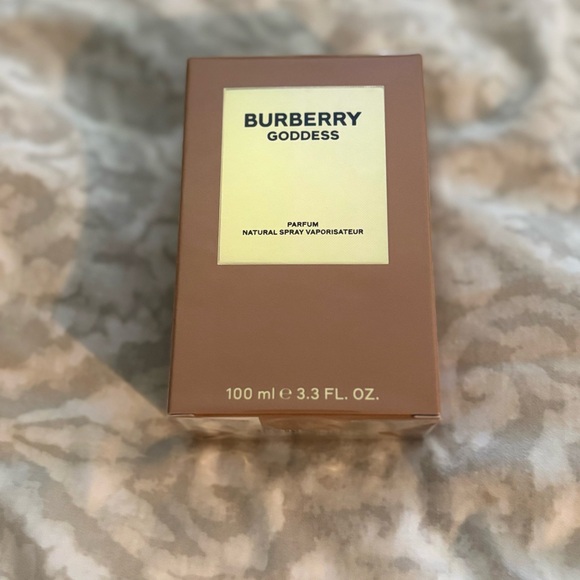 BURBERRY
GODDESS
PARFUM
NATURAL SPRAY VAPORISATEUR
100 ml ℮ 3.3 FL. OZ.